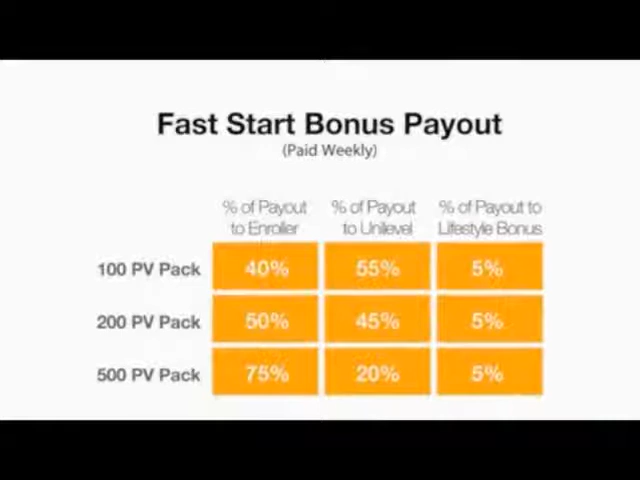 Fast Start Bonus Payout
(Paid Weekly)
% of Payout to Enroller
% of Payout to Unilevel
% of Payout to Lifestyle Bonus
100 PV Pack 40% 55% 5%
200 PV Pack 50% 45% 5%
500 PV Pack 75% 20% 5%